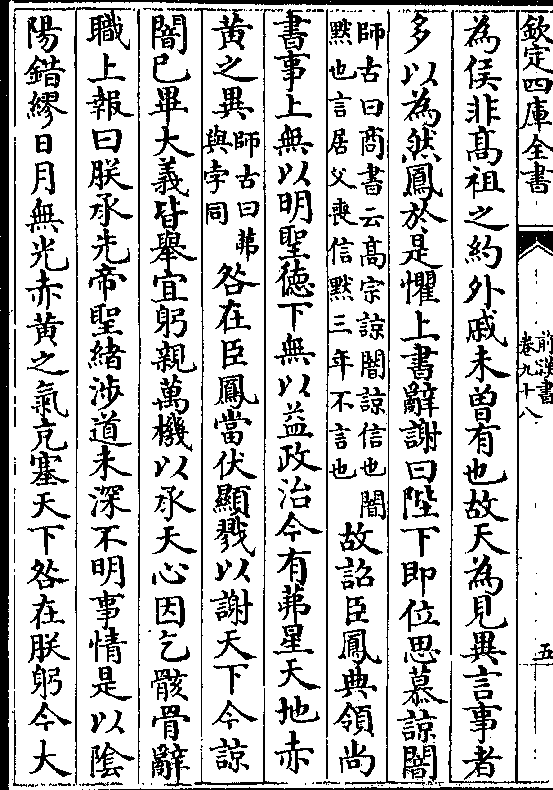 欽定四庫全書
前漢書
卷九十八
五
為侯非髙祖之約外戚未曽有也故天為見異言事者
多以為然鳳於是懼上書辭謝曰陛下即位思慕諒闇
師古曰商書云髙宗諒闇諒信也闇
黙也言居父喪信黙三年不言也
故詔臣鳳典領尚
書事上無以明聖德下無以益政治今有茀星天地赤
黄之異
師古曰茀
與孛同
咎在臣鳳當伏顯戮以謝天下今諒
闇已畢大義皆舉宜躬親萬機以承天心因乞骸骨辭
職上報曰朕承先帝聖緒涉道未深不明事情是以陰
陽錯繆日月無光赤黄之氣充塞天下咎在朕躬今大